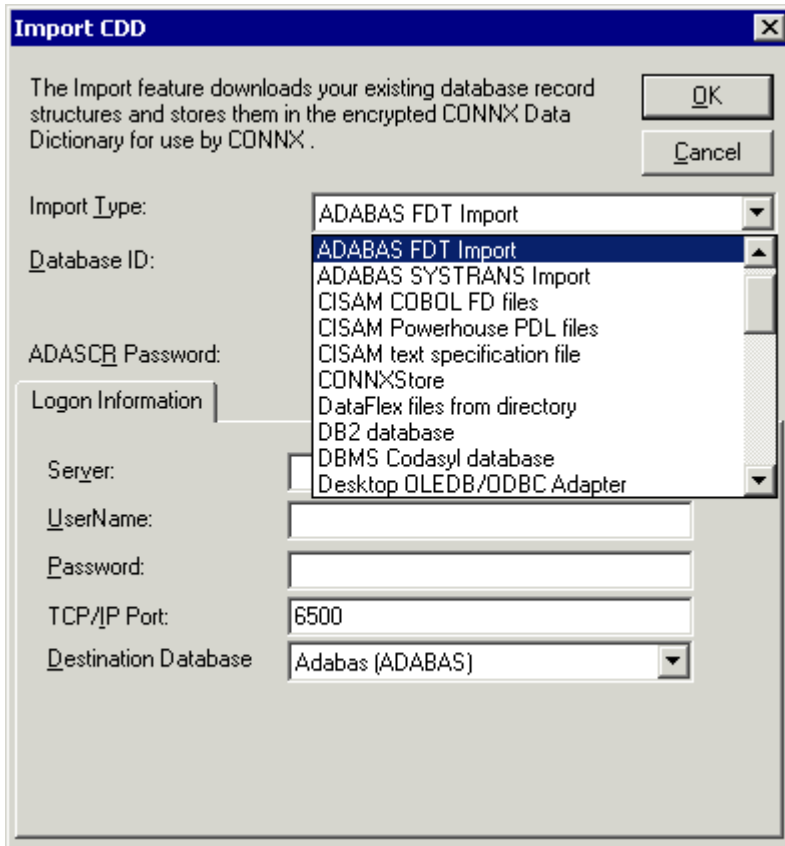 Import CDD
The Import feature downloads your existing database record
structures and stores them in the encrypted CONNX Data
Dictionary for use by CONNX .
OK
Cancel
Import Type:
ADABAS FDT Import
Database ID:
ADABAS FDT Import
ADABAS SYSTRANS Import
CISAM COBOL FD files
CISAM Powerhouse PDL files
CISAM text specification file
CONNXStore
DataFlex files from directory
DB2 database
DBMS Codasyl database
Desktop OLEDB/ODBC Adapter
ADASCR Password:
Logon Information
Server:
UserName:
Password:
TCP/IP Port:
6500
Destination Database
Adabas (ADABAS)